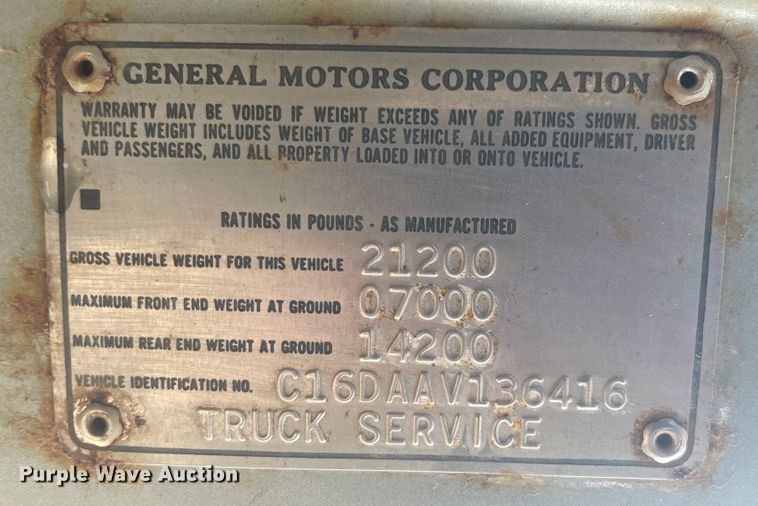 GENERAL MOTORS CORPORATION
WARRANTY MAY BE VOIDED IF WEIGHT EXCEEDS ANY OF RATINGS SHOWN. GROSS
VEHICLE WEIGHT INCLUDES WEIGHT OF BASE VEHICLE, ALL ADDED EQUIPMENT, DRIVER
AND PASSENGERS, AND ALL PROPERTY LOADED INTO OR ONTO VEHICLE.
RATINGS IN POUNDS - AS MANUFACTURED
GROSS VEHICLE WEIGHT FOR THIS VEHICLE 21200
MAXIMUM FRONT END WEIGHT AT GROUND 07000
MAXIMUM REAR END WEIGHT AT GROUND 14200
VEHICLE IDENTIFICATION NO. C16DAAV136416
TRUCK SERVICE
Purple Wave Auction